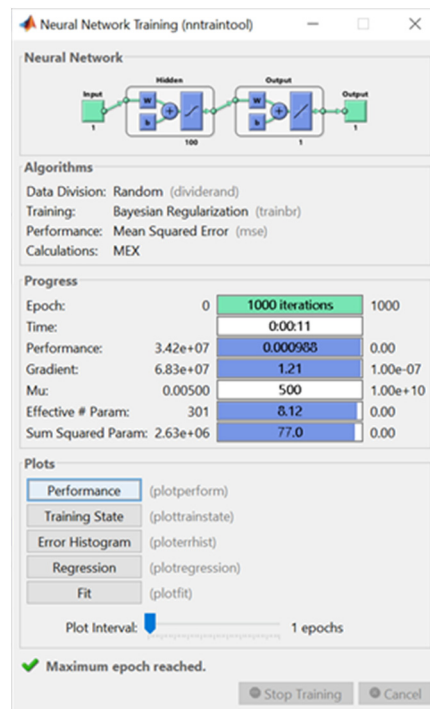 Neural Network Training (nntraintool)
Neural Network
Hidden Output
Input Output
W W
b b
1 1
100 1
Algorithms
Data Division: Random (dividerand)
Training: Bayesian Regularization (trainbr)
Performance: Mean Squared Error (mse)
Calculations: MEX
Progress
Epoch: 0 1000 iterations 1000
Time: 0:00:11
Performance: 3.42e+07 0.000988 0.00
Gradient: 6.83e+07 1.21 1.00e-07
Mu: 0.00500 500 1.00e+10
Effective # Param: 301 8.12 0.00
Sum Squared Param: 2.63e+06 77.0 0.00
Plots
Performance (plotperform)
Training State (plottrainstate)
Error Histogram (ploterrhist)
Regression (plotregression)
Fit (plotfit)
Plot Interval: 1 epochs
Maximum epoch reached.
Stop Training Cancel